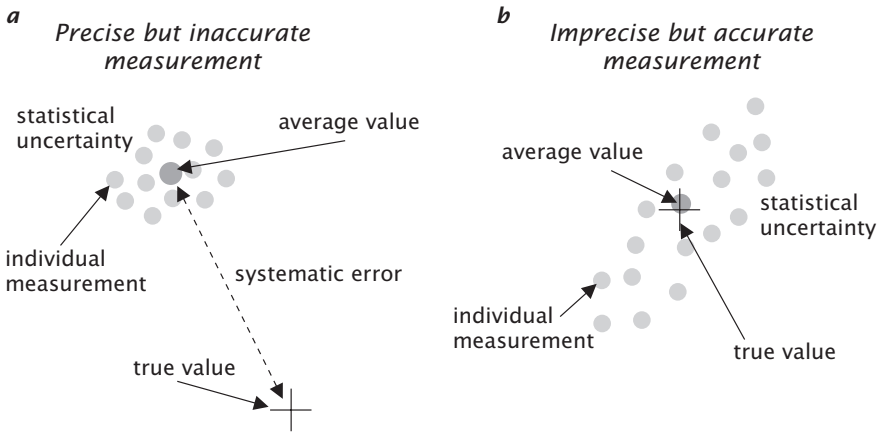 a
Precise but inaccurate
measurement
statistical
uncertainty
average value
individual
measurement
systematic error
true value
b
Imprecise but accurate
measurement
average value
statistical
uncertainty
individual
measurement
true value